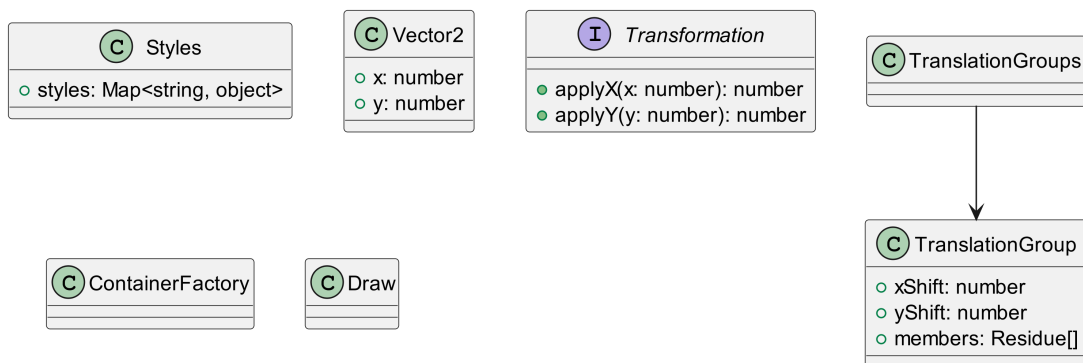 C Styles
styles: Map<string, object>
C Vector2
x: number
y: number
I Transformation
applyX(x: number): number
applyY(y: number): number
C TranslationGroups
C ContainerFactory
C Draw
C TranslationGroup
xShift: number
yShift: number
members: Residue[]